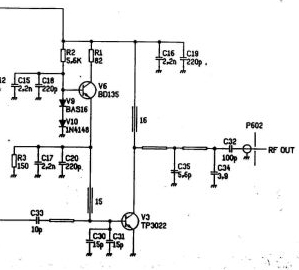 R2
5,6K
R1
82
C16
2,2n
C19
220p
12
C15
2,2n
C18
220p
V6
BD135
V9
BAS16
V10
1N4148
16
P602
C32
100p
RF OUT
R3
150
C17
2,2n
C20
220p
C35
5,6p
C34
3,9
15
C33
10p
V3
TP3022
C30
15p
C31
15p